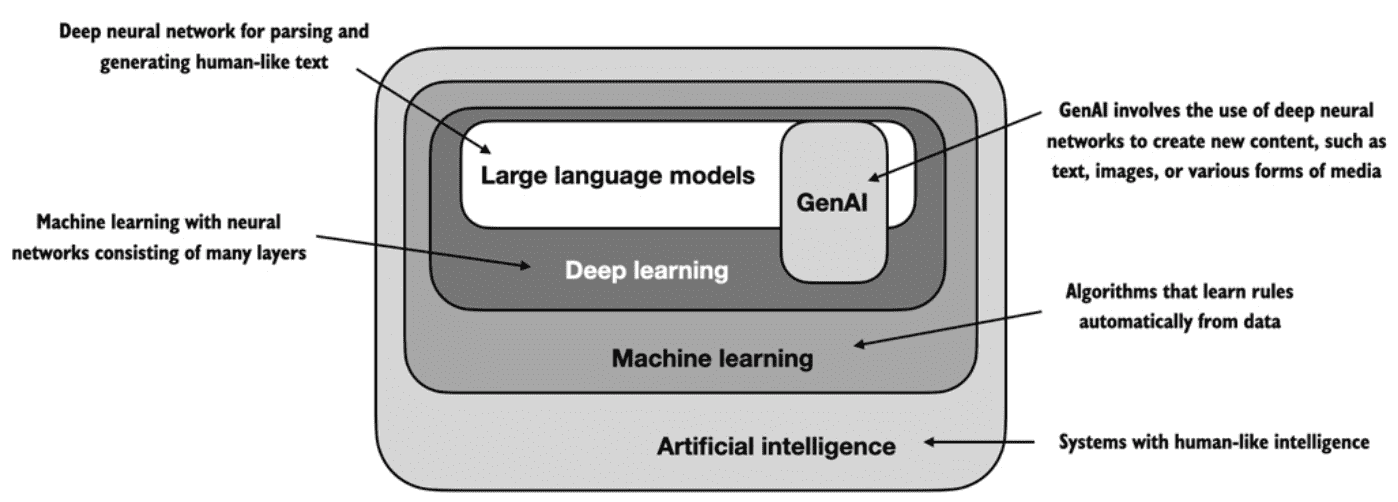 Deep neural network for parsing and
generating human-like text
GenAI involves the use of deep neural
networks to create new content, such as
text, images, or various forms of media
Large language models
GenAI
Machine learning with neural
networks consisting of many layers
Deep learning
Algorithms that learn rules
automatically from data
Machine learning
Artificial intelligence
Systems with human-like intelligence